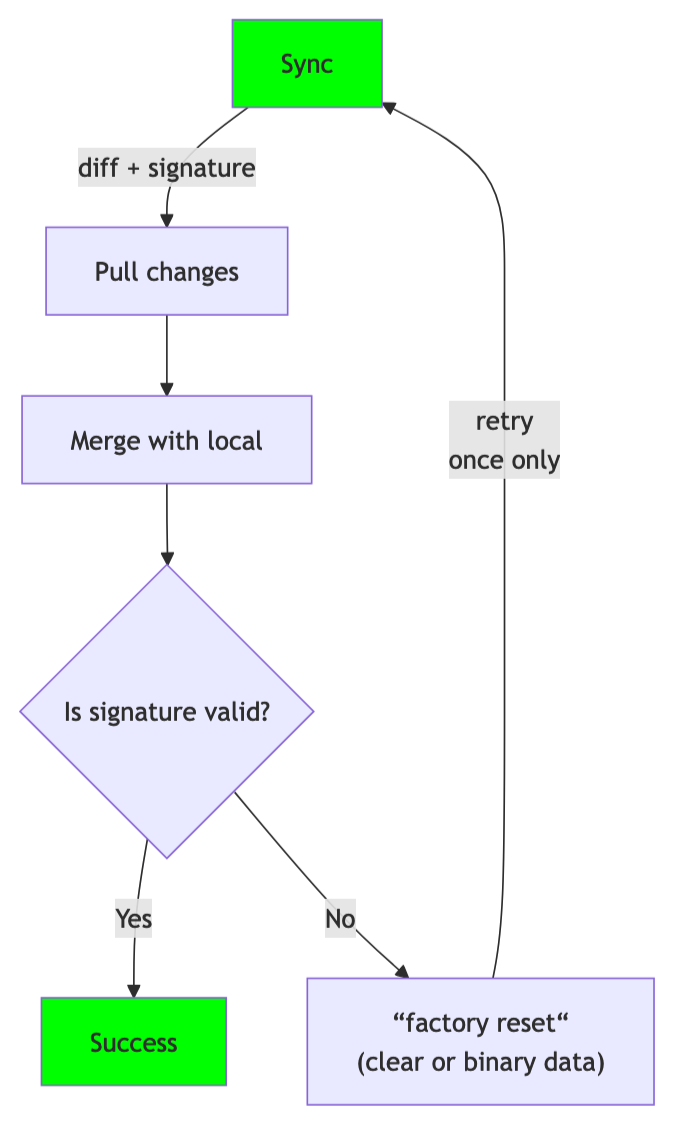 Sync
diff + signature
Pull changes
Merge with local
retry
once only
Is signature valid?
Yes
No
Success
“factory reset“
(clear or binary data)